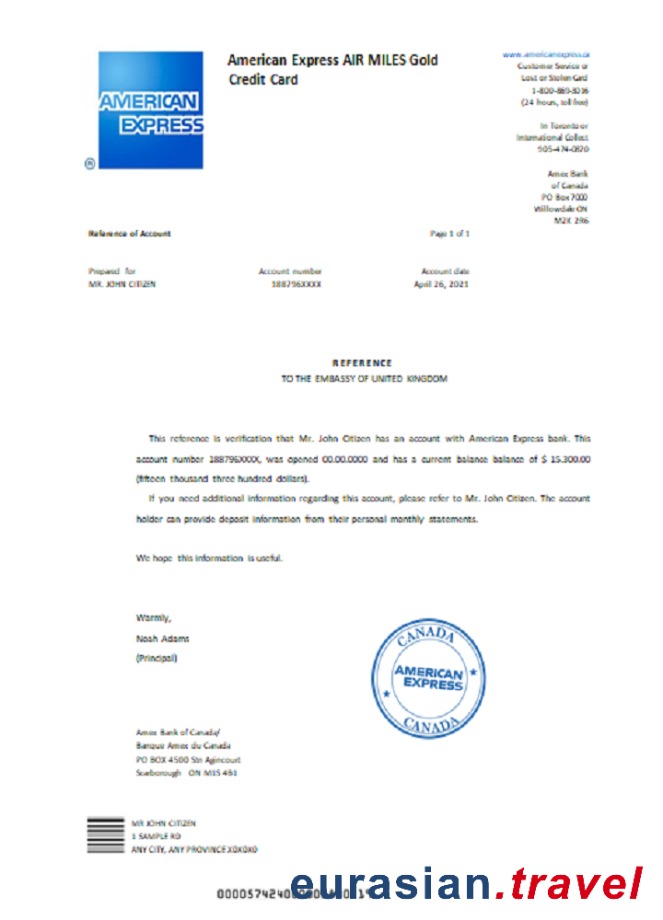 American Express AIR MILES Gold
Credit Card
AMERICAN
EXPRESS
®
www.americanexpress.ca
Customer Service or
Lost or Stolen Card
1-800-869-3016
(24 hours, toll free)
In Toronto or
International Collect
905-474-0870
Amex Bank
of Canada
PO Box 7000
Willowdale ON
M2K 2R6
Reference of Account
Page 1 of 1
Prepared for
Account number
Account date
MR. JOHN CITIZEN
188796XXXX
April 26, 2021
REFERENCE
TO THE EMBASSY OF UNITED KINGDOM
This reference is verification that Mr. John Citizen has an account with American Express bank. This
account number 188796XXXX, was opened 00.00.0000 and has a current balance balance of $ 15.300.00
(fifteen thousand three hundred dollars).
If you need additional information regarding this account, please refer to Mr. John Citizen. The account
holder can provide deposit information from their personal monthly statements.
We hope this information is useful.
Warmly,
Noah Adams
(Principal)
CANADA
AMERICAN
EXPRESS
CANADA
Amex Bank of Canada/
Banque Amex du Canada
PO BOX 4500 Stn Agincourt
Scarborough ON M1S 4B1
MR JOHN CITIZEN
1 SAMPLE RD
ANY CITY, ANY PROVINCE X0X0X0
eurasian.travel